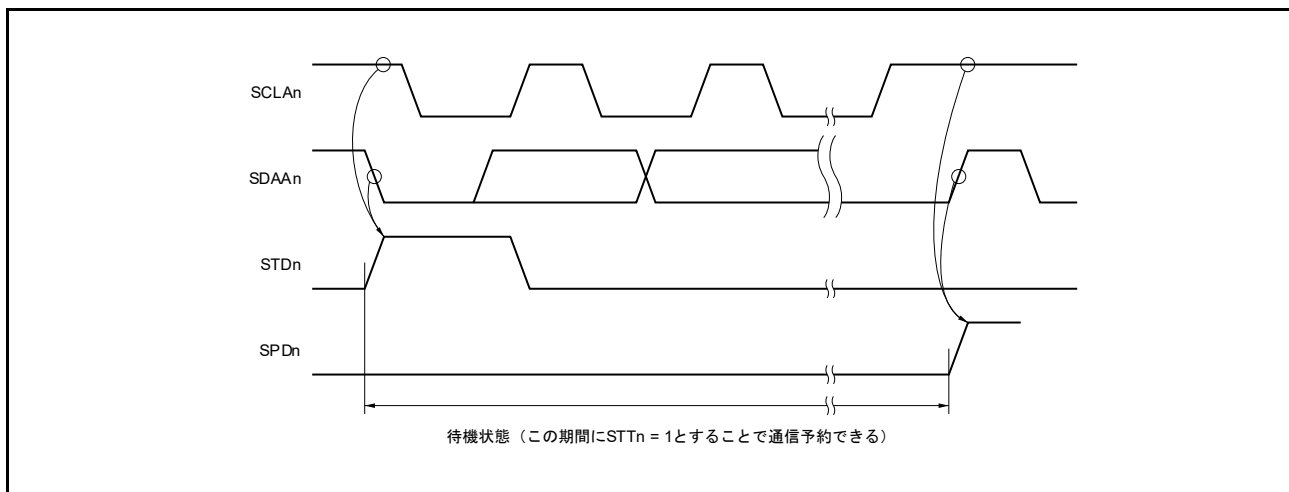 SCLAn
SDAAn
STDn
SPDn
待機状態（この期間にSTTn = 1とすることで通信予約できる）